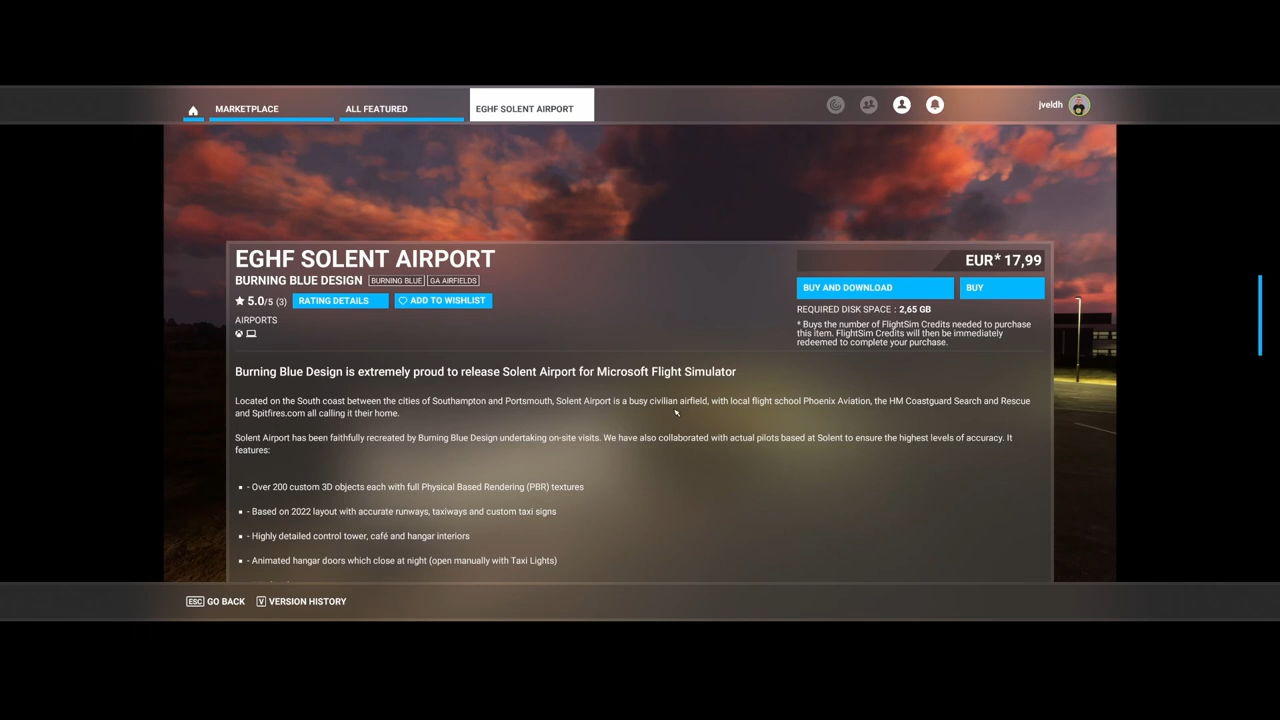 MARKETPLACE
ALL FEATURED
EGHF SOLENT AIRPORT
jveldh
EGHF SOLENT AIRPORT
BURNING BLUE DESIGN BURNING BLUE GA AIRFIELDS
5.0/5 (3) RATING DETAILS ADD TO WISHLIST
AIRPORTS
EUR* 17,99
BUY AND DOWNLOAD BUY
REQUIRED DISK SPACE : 2,65 GB
* Buys the number of FlightSim Credits needed to purchase
this item. FlightSim Credits will then be immediately
redeemed to complete your purchase.
Burning Blue Design is extremely proud to release Solent Airport for Microsoft Flight Simulator
Located on the South coast between the cities of Southampton and Portsmouth, Solent Airport is a busy civilian airfield, with local flight school Phoenix Aviation, the HM Coastguard Search and Rescue
and Spitfires.com all calling it their home.
Solent Airport has been faithfully recreated by Burning Blue Design undertaking on-site visits. We have also collaborated with actual pilots based at Solent to ensure the highest levels of accuracy. It
features:
- Over 200 custom 3D objects each with full Physical Based Rendering (PBR) textures
- Based on 2022 layout with accurate runways, taxiways and custom taxi signs
- Highly detailed control tower, café and hangar interiors
- Animated hangar doors which close at night (open manually with Taxi Lights)
ESC GO BACK V VERSION HISTORY